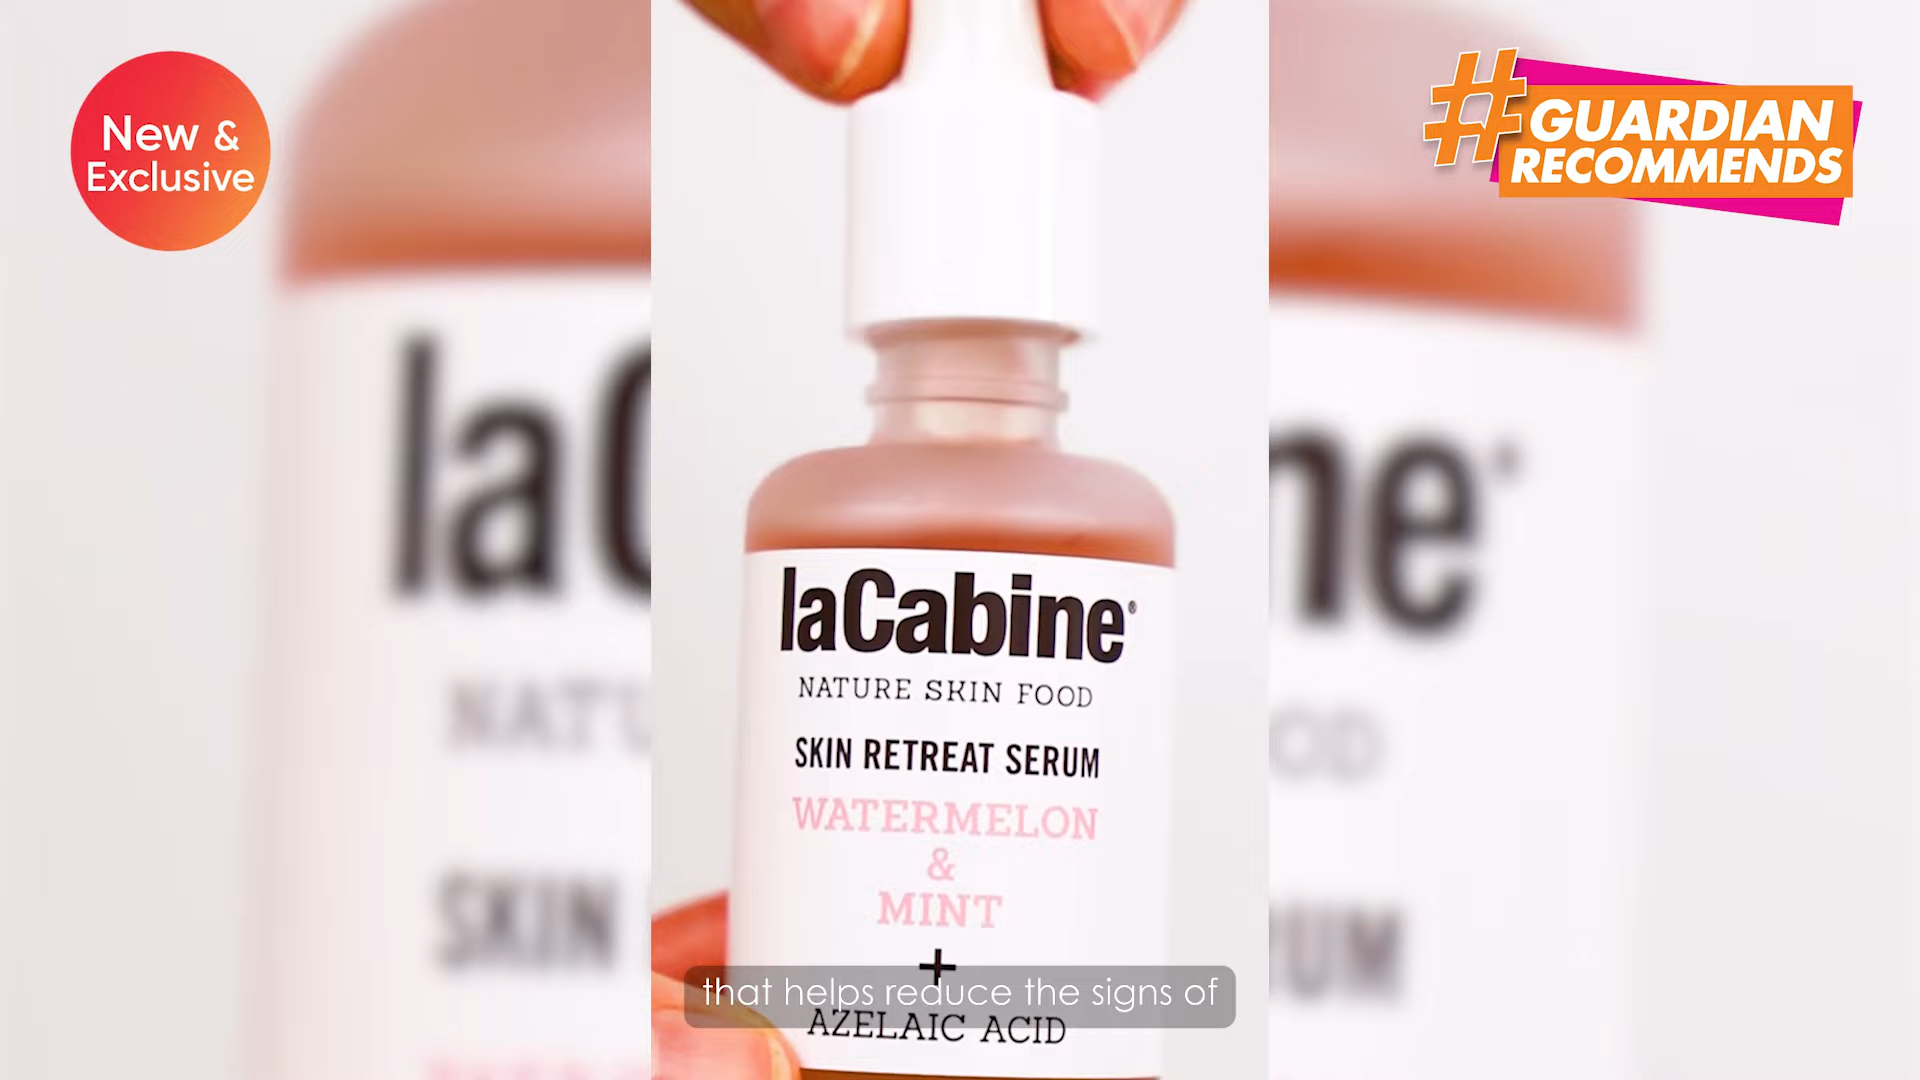 New &
Exclusive
#GUARDIAN
RECOMMENDS
laCabine®
NATURE SKIN FOOD
SKIN RETREAT SERUM
WATERMELON
&
MINT
+
that helps reduce the signs of
AZELAIC ACID